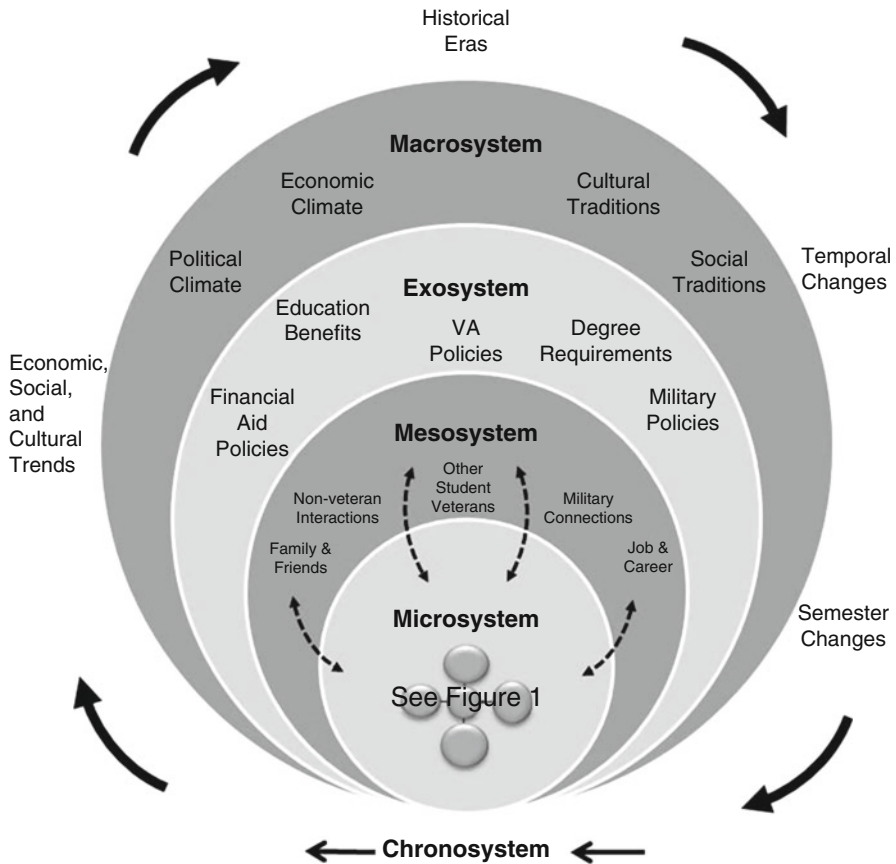 Historical
Eras
Macrosystem
Economic
Climate
Cultural
Traditions
Political
Climate
Social
Traditions
Temporal
Changes
Exosystem
Education
Benefits
VA
Policies
Degree
Requirements
Economic,
Social,
and
Cultural
Trends
Financial
Aid
Policies
Military
Policies
Mesosystem
Other
Student
Veterans
Non-veteran
Interactions
Military
Connections
Family &
Friends
Job &
Career
Microsystem
Semester
Changes
See Figure 1
Chronosystem